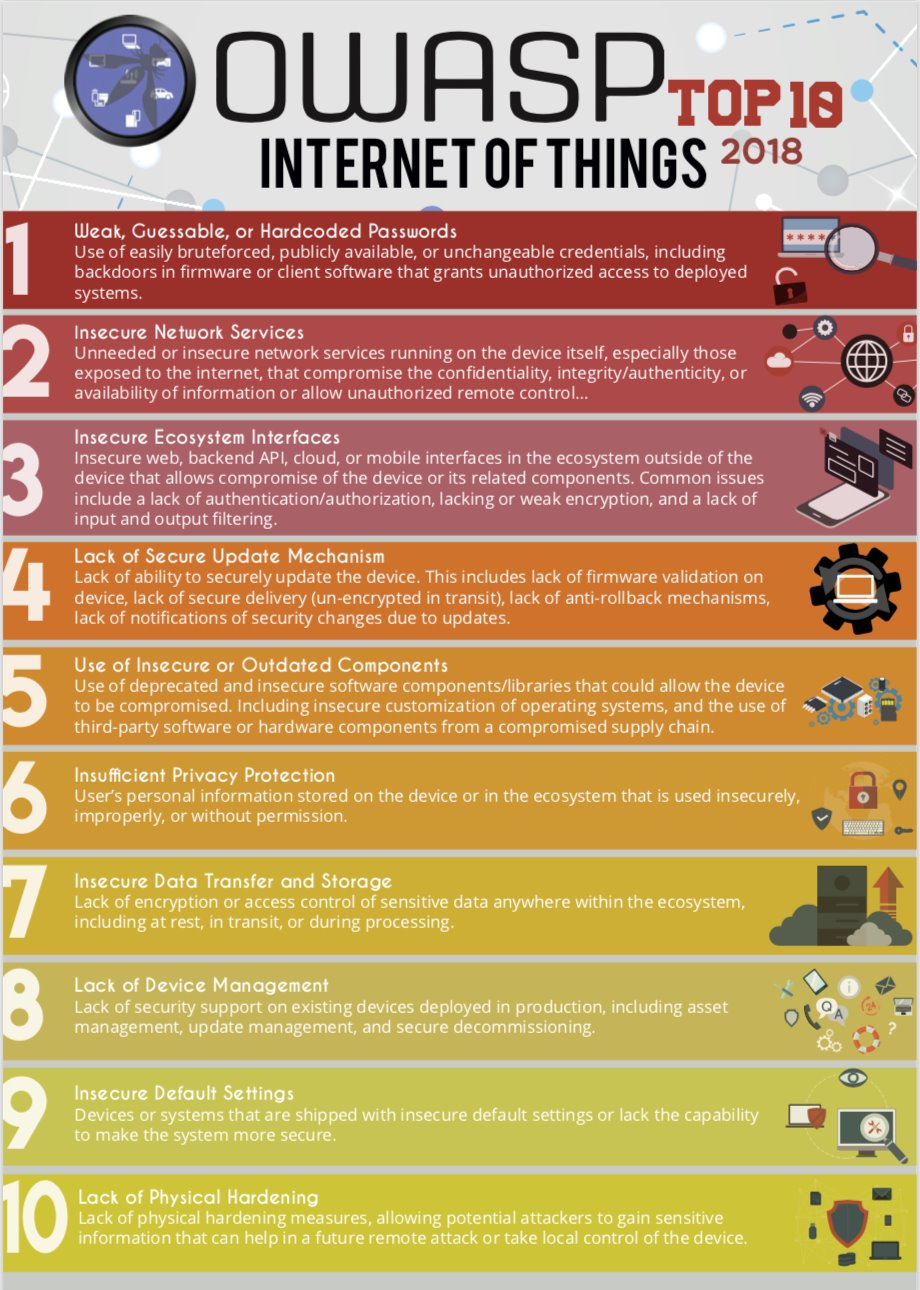 OWASP TOP 10
INTERNET OF THINGS 2018
1
Weak, Guessable, or Hardcoded Passwords
Use of easily bruteforced, publicly available, or unchangeable credentials, including
backdoors in firmware or client software that grants unauthorized access to deployed
systems.
****
2
Insecure Network Services
Unneeded or insecure network services running on the device itself, especially those
exposed to the internet, that compromise the confidentiality, integrity/authenticity, or
availability of information or allow unauthorized remote control...
3
Insecure Ecosystem Interfaces
Insecure web, backend API, cloud, or mobile interfaces in the ecosystem outside of the
device that allows compromise of the device or its related components. Common issues
include a lack of authentication/authorization, lacking or weak encryption, and a lack of
input and output filtering.
4
Lack of Secure Update Mechanism
Lack of ability to securely update the device. This includes lack of firmware validation on
device, lack of secure delivery (un-encrypted in transit), lack of anti-rollback mechanisms,
lack of notifications of security changes due to updates.
5
Use of Insecure or Outdated Components
Use of deprecated and insecure software components/libraries that could allow the device
to be compromised. Including insecure customization of operating systems, and the use of
third-party software or hardware components from a compromised supply chain.
6
Insufficient Privacy Protection
User's personal information stored on the device or in the ecosystem that is used insecurely,
improperly, or without permission.
7
Insecure Data Transfer and Storage
Lack of encryption or access control of sensitive data anywhere within the ecosystem,
including at rest, in transit, or during processing.
8
Lack of Device Management
Lack of security support on existing devices deployed in production, including asset
management, update management, and secure decommissioning.
i
Q
A
?
9
Insecure Default Settings
Devices or systems that are shipped with insecure default settings or lack the capability
to make the system more secure.
10
Lack of Physical Hardening
Lack of physical hardening measures, allowing potential attackers to gain sensitive
information that can help in a future remote attack or take local control of the device.